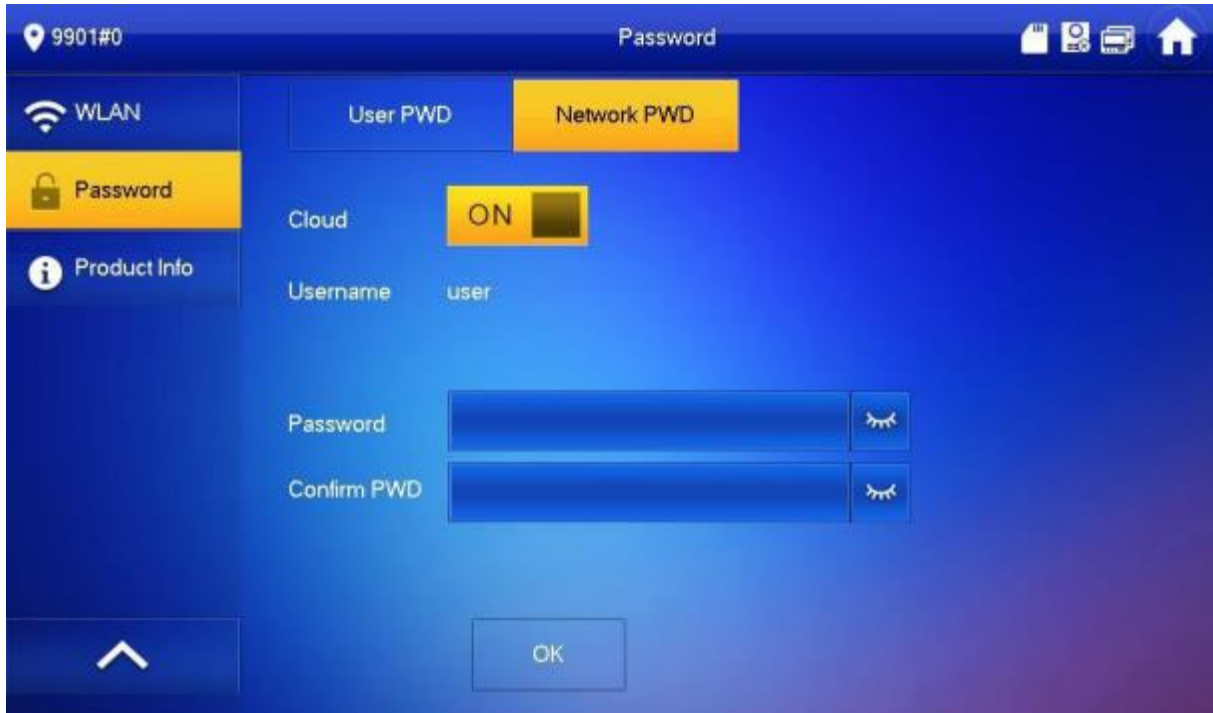 9901#0 Password
WLAN
User PWD Network PWD
Password
Cloud ON
Product Info
Username user
Password
Confirm PWD
OK